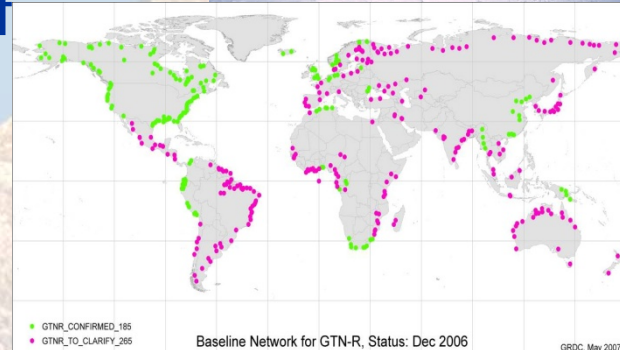 GTNR_CONFIRMED_185
GTNR_TO_CLARIFY_265
Baseline Network for GTN-R, Status: Dec 2006
GRDC, May 2007